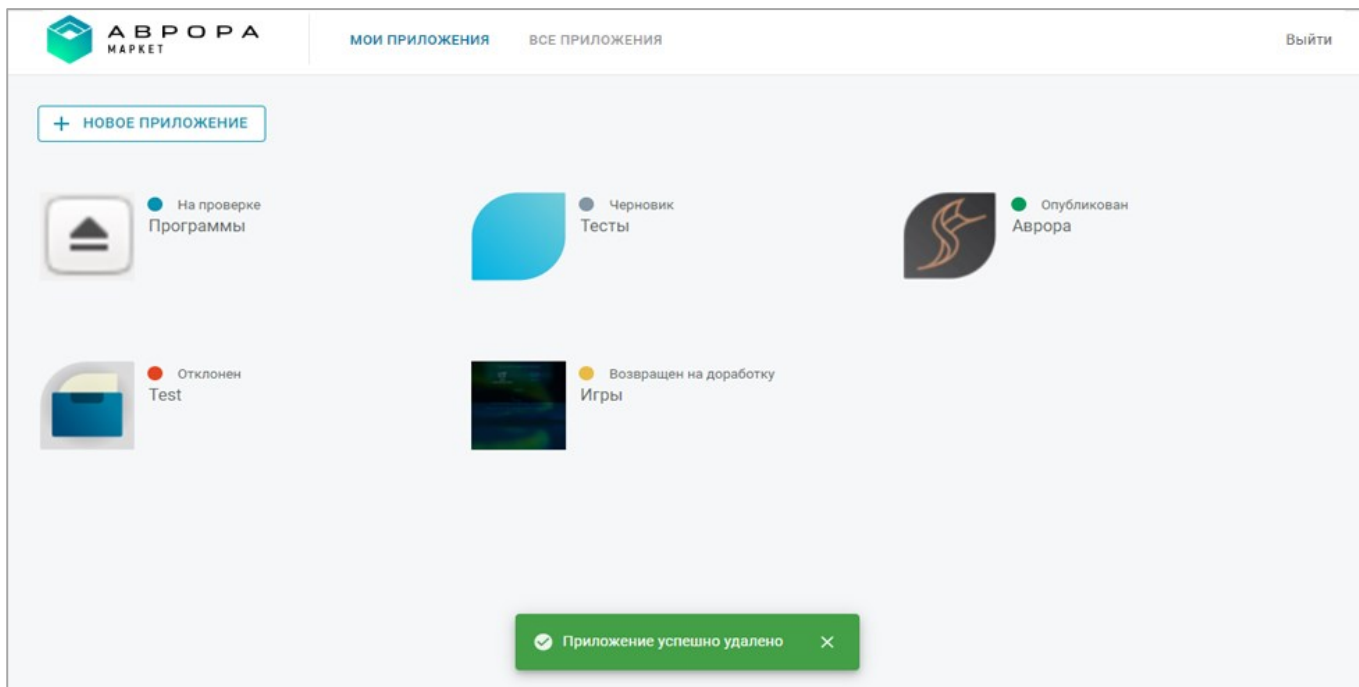 АВРОРА
МАРКЕТ
МОИ ПРИЛОЖЕНИЯ
ВСЕ ПРИЛОЖЕНИЯ
Выйти
+ НОВОЕ ПРИЛОЖЕНИЕ
На проверке
Программы
Черновик
Тесты
Опубликован
Аврора
Отклонен
Test
Возвращен на доработку
Игры
Приложение успешно удалено